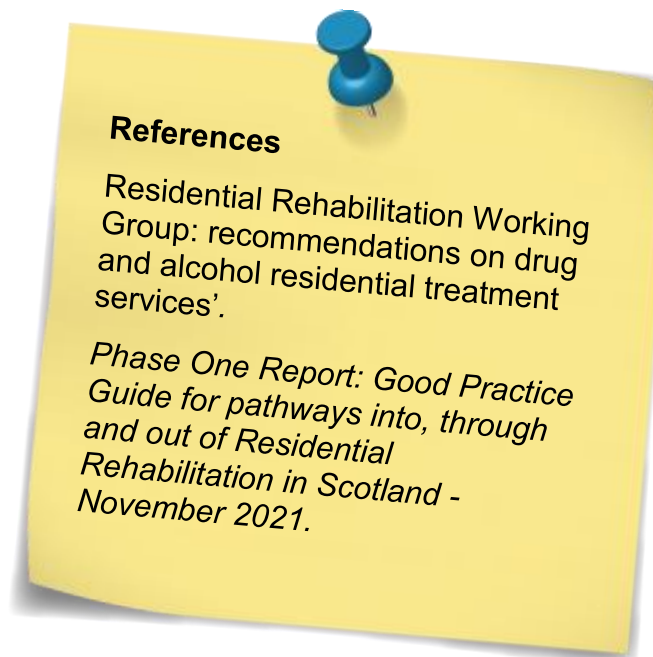 References
Residential Rehabilitation Working
Group: recommendations on drug
and alcohol residential treatment
services’.
Phase One Report: Good Practice
Guide for pathways into, through
and out of Residential
Rehabilitation in Scotland -
November 2021.